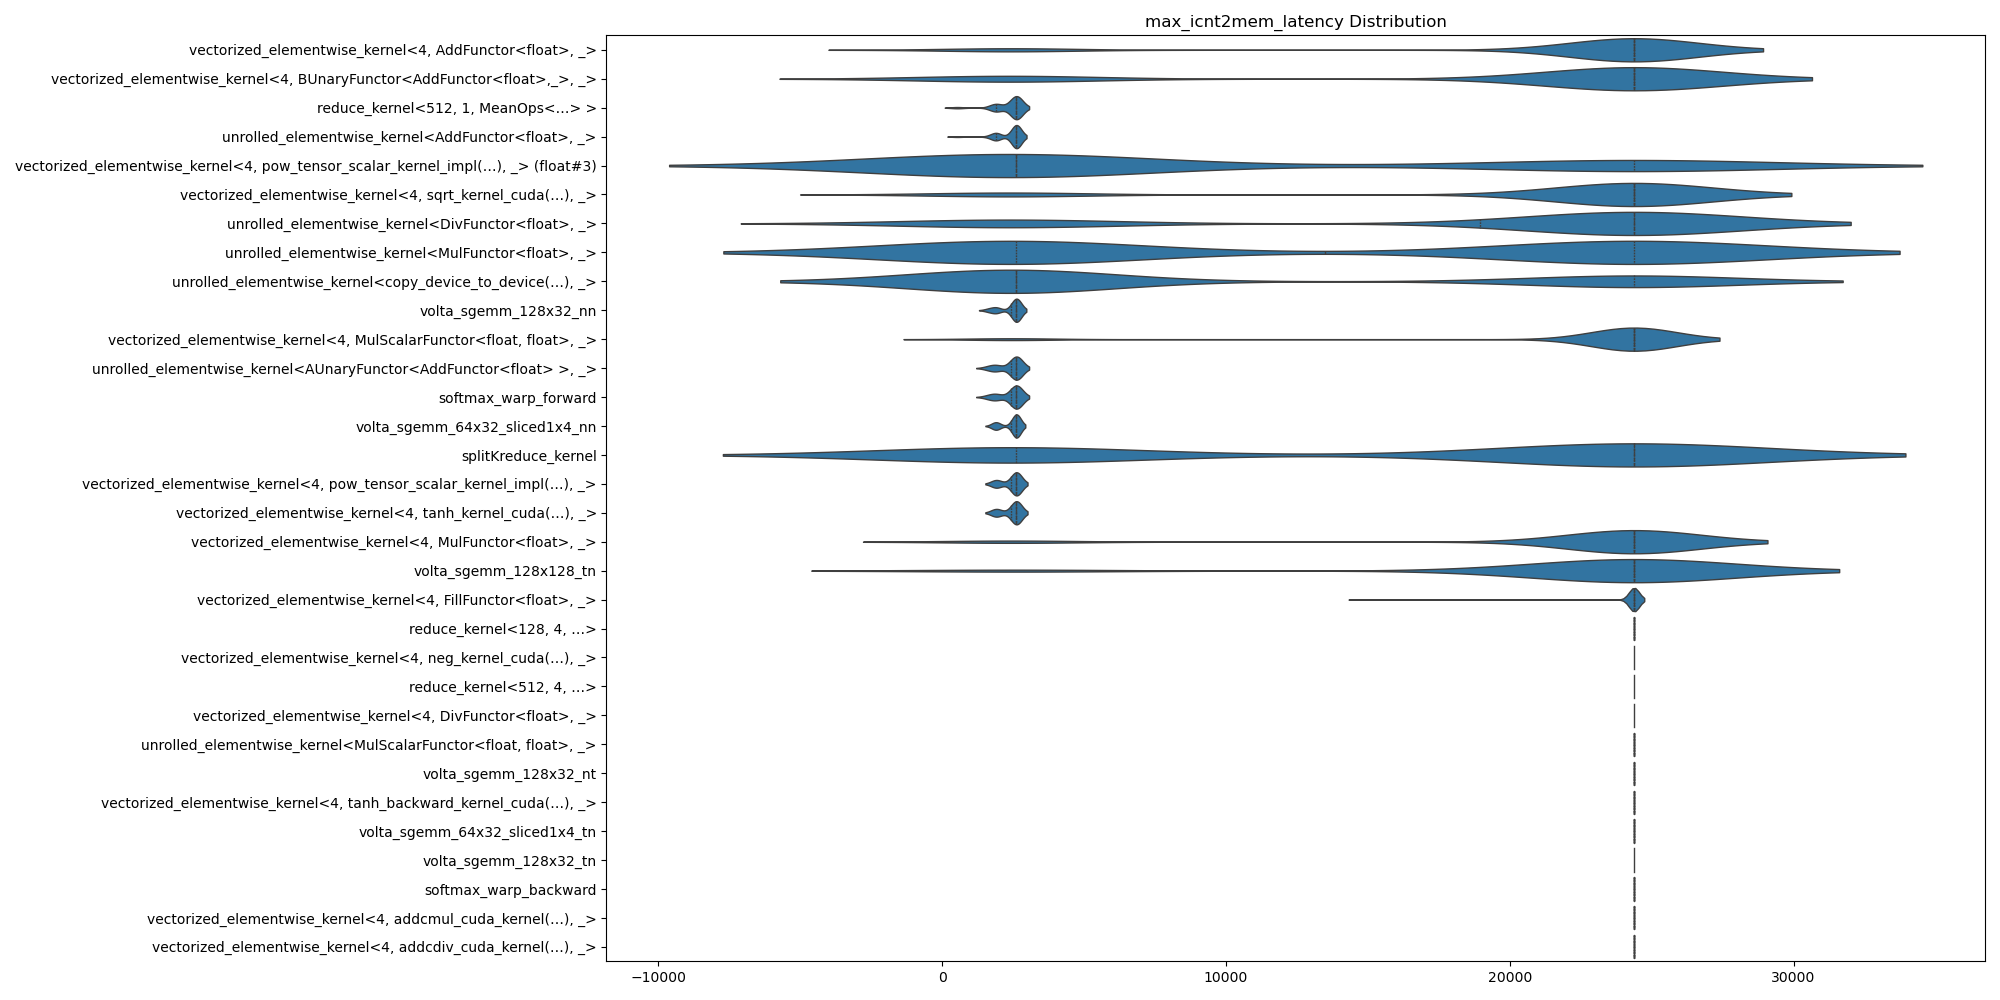 max_icnt2mem_latency Distribution
vectorized_elementwise_kernel<4, AddFunctor<float>, _>
vectorized_elementwise_kernel<4, BUnaryFunctor<AddFunctor<float>,_>, _>
reduce_kernel<512, 1, MeanOps<...> >
unrolled_elementwise_kernel<AddFunctor<float>, _>
vectorized_elementwise_kernel<4, pow_tensor_scalar_kernel_impl(...), _> (float#3)
vectorized_elementwise_kernel<4, sqrt_kernel_cuda(...), _>
unrolled_elementwise_kernel<DivFunctor<float>, _>
unrolled_elementwise_kernel<MulFunctor<float>, _>
unrolled_elementwise_kernel<copy_device_to_device(...), _>
volta_sgemm_128x32_nn
vectorized_elementwise_kernel<4, MulScalarFunctor<float, float>, _>
unrolled_elementwise_kernel<AUnaryFunctor<AddFunctor<float> >, _>
softmax_warp_forward
volta_sgemm_64x32_sliced1x4_nn
splitKreduce_kernel
vectorized_elementwise_kernel<4, pow_tensor_scalar_kernel_impl(...), _>
vectorized_elementwise_kernel<4, tanh_kernel_cuda(...), _>
vectorized_elementwise_kernel<4, MulFunctor<float>, _>
volta_sgemm_128x128_tn
vectorized_elementwise_kernel<4, FillFunctor<float>, _>
reduce_kernel<128, 4, ...>
vectorized_elementwise_kernel<4, neg_kernel_cuda(...), _>
reduce_kernel<512, 4, ...>
vectorized_elementwise_kernel<4, DivFunctor<float>, _>
unrolled_elementwise_kernel<MulScalarFunctor<float, float>, _>
volta_sgemm_128x32_nt
vectorized_elementwise_kernel<4, tanh_backward_kernel_cuda(...), _>
volta_sgemm_64x32_sliced1x4_tn
volta_sgemm_128x32_tn
softmax_warp_backward
vectorized_elementwise_kernel<4, addcmul_cuda_kernel(...), _>
vectorized_elementwise_kernel<4, addcdiv_cuda_kernel(...), _>
−10000 0 10000 20000 30000